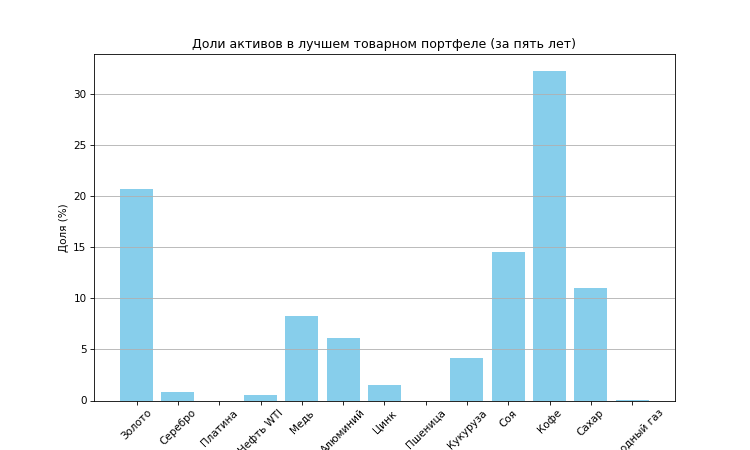 Доли активов в лучшем товарном портфеле (за пять лет)
Доля (%)
30
25
20
15
10
5
0
Золото
Серебро
Платина
Нефть WTI
Медь
Алюминий
Цинк
Пшеница
Кукуруза
Соя
Кофе
Сахар
газ